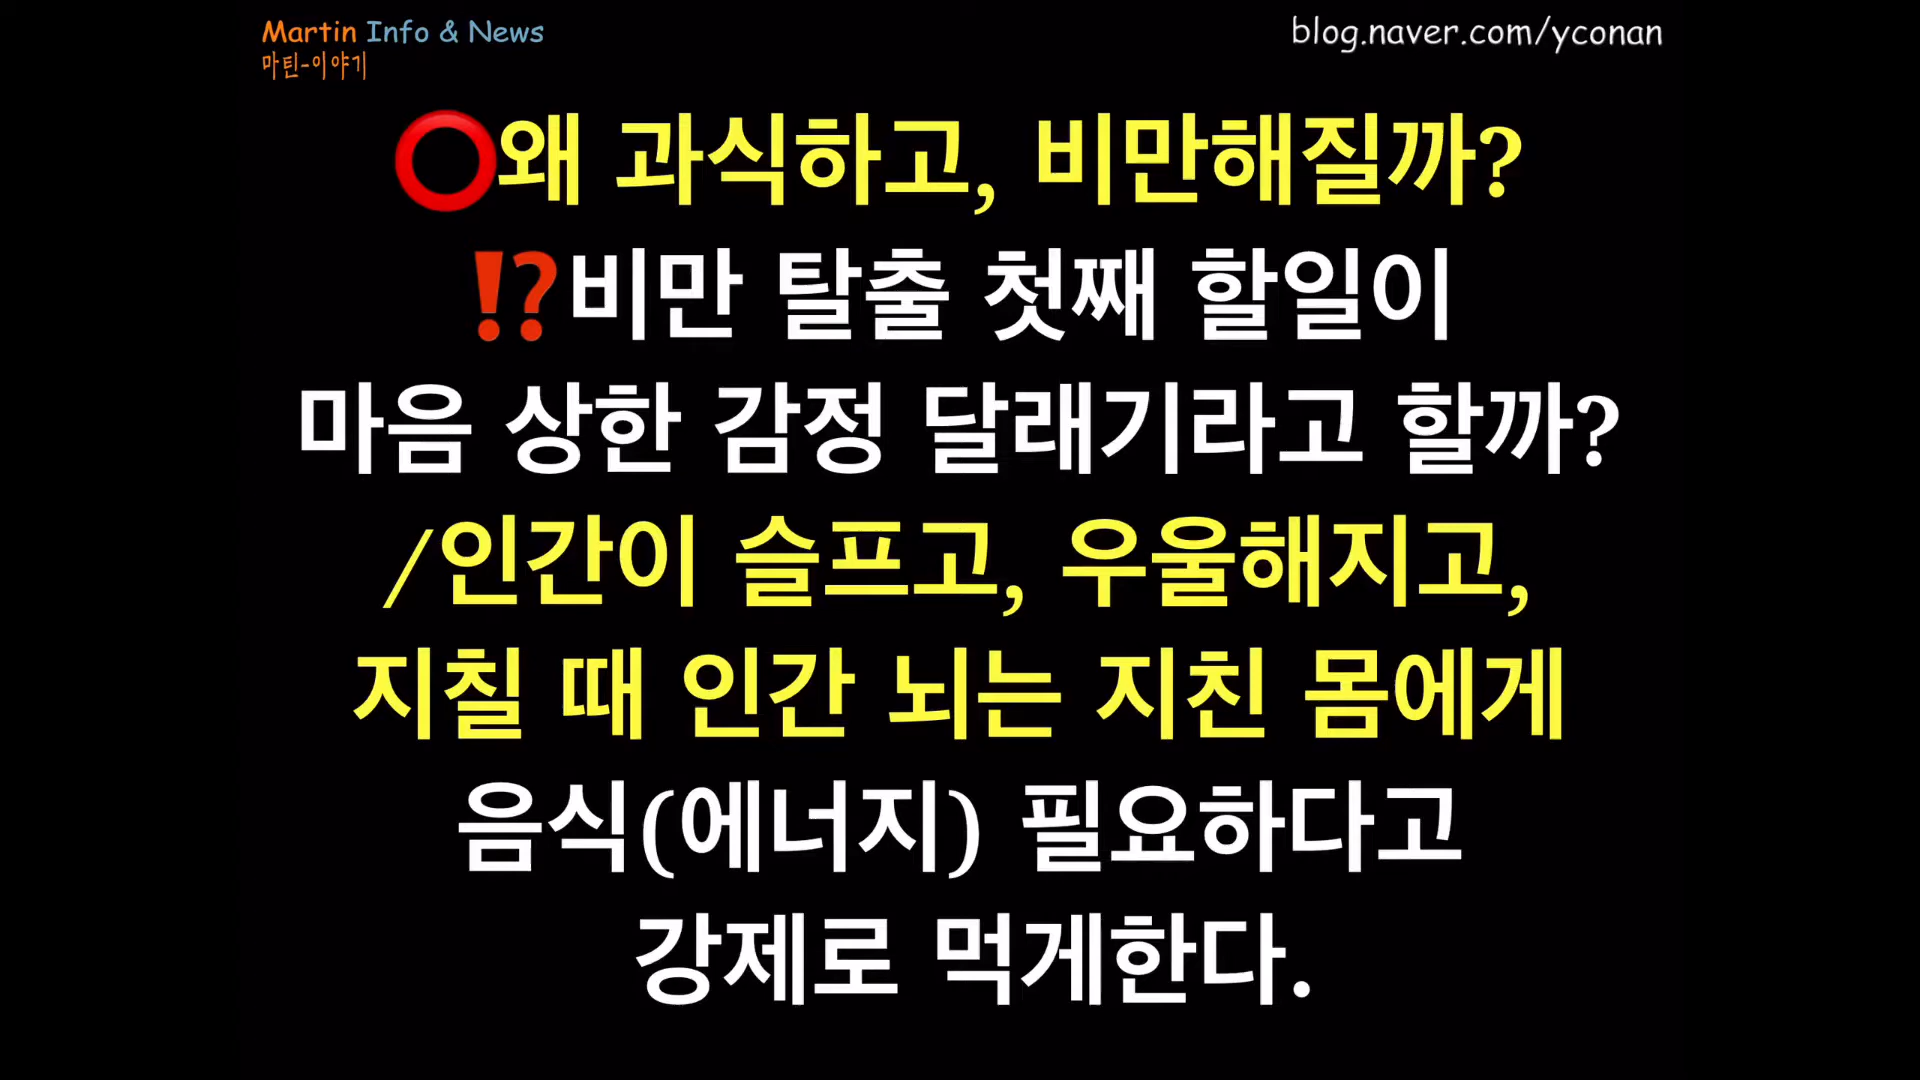 Martin Info & News
마틴-이야기
blog.naver.com/yconan
⭕왜 과식하고, 비만해질까?
⁉비만 탈출 첫째 할일이
마음 상한 감정 달래기라고 할까?
/인간이 슬프고, 우울해지고,
지칠 때 인간 뇌는 지친 몸에게
음식(에너지) 필요하다고
강제로 먹게한다.